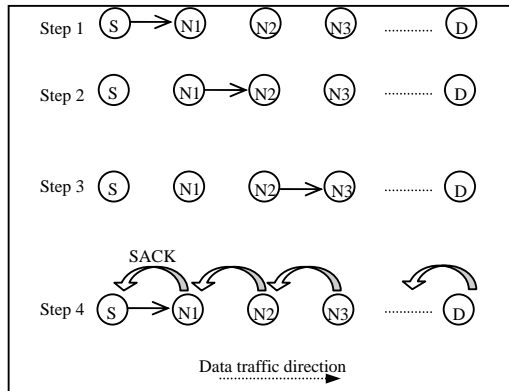 Step 1 S N1 N2 N3 ............ D
Step 2 S N1 N2 N3 ............ D
Step 3 S N1 N2 N3 ............ D
SACK
Step 4 S N1 N2 N3 ............ D
Data traffic direction